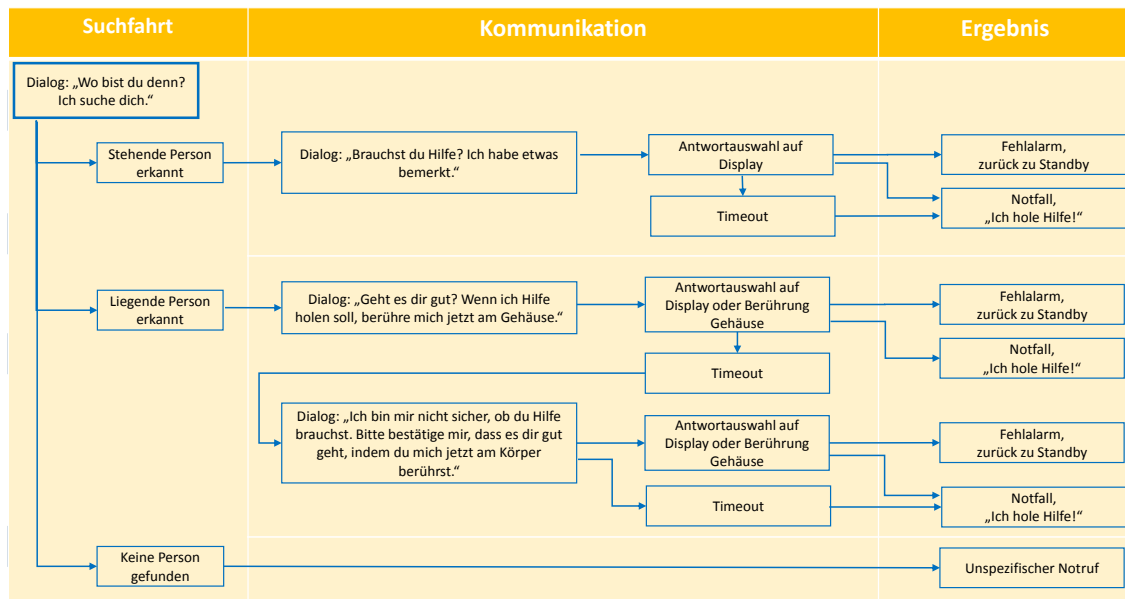 Suchfahrt
Kommunikation
Ergebnis
Dialog: „Wo bist du denn?
Ich suche dich.“
Stehende Person
erkannt
Dialog: „Brauchst du Hilfe? Ich habe etwas
bemerkt.“
Antwortauswahl auf
Display
Fehlalarm,
zurück zu Standby
Timeout
Notfall,
„Ich hole Hilfe!“
Liegende Person
erkannt
Dialog: „Geht es dir gut? Wenn ich Hilfe
holen soll, berühre mich jetzt am Gehäuse.“
Antwortauswahl auf
Display oder Berührung
Gehäuse
Fehlalarm,
zurück zu Standby
Notfall,
„Ich hole Hilfe!“
Timeout
Dialog: „Ich bin mir nicht sicher, ob du Hilfe
brauchst. Bitte bestätige mir, dass es dir gut
geht, indem du mich jetzt am Körper
berührst.“
Antwortauswahl auf
Display oder Berührung
Gehäuse
Fehlalarm,
zurück zu Standby
Timeout
Notfall,
„Ich hole Hilfe!“
Keine Person
gefunden
Unspezifischer Notruf